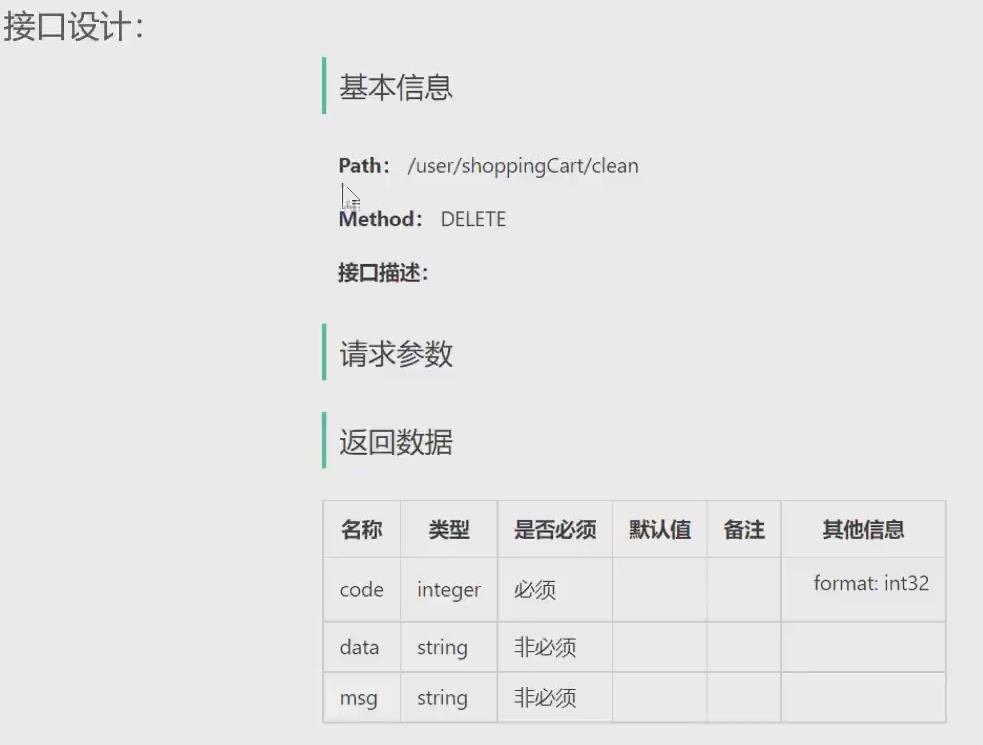 接口设计：
基本信息
Path： /user/shoppingCart/clean
Method： DELETE
接口描述：
请求参数
返回数据
名称 类型 是否必须 默认值 备注 其他信息
code integer 必须 format: int32
data string 非必须
msg string 非必须